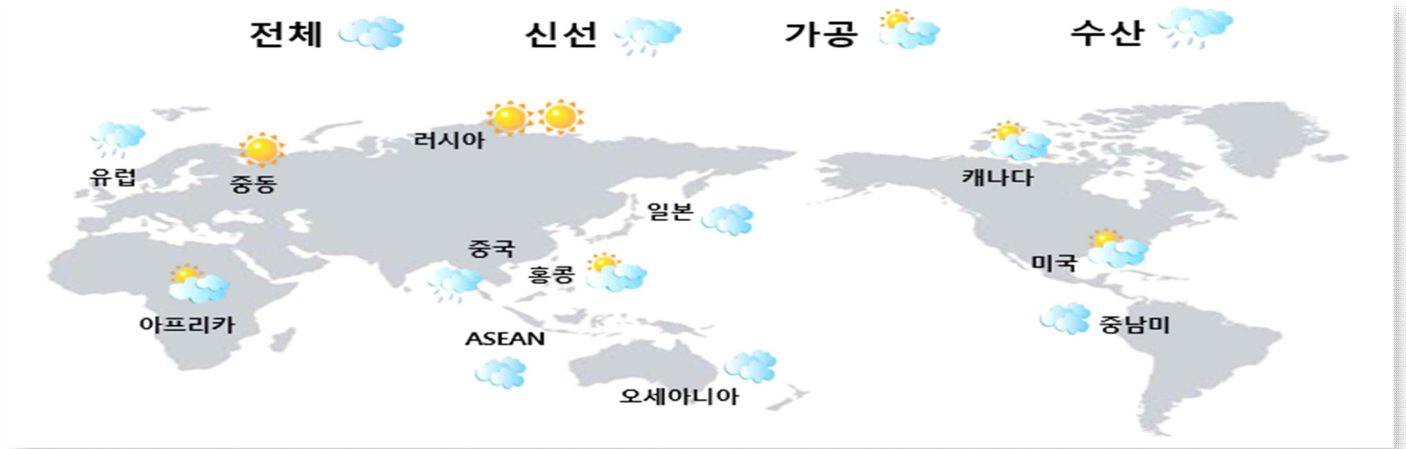 전체 신선 가공 수산
러시아
유럽
중동
캐나다
일본
중국
미국
홍콩
아프리카
중남미
ASEAN
오세아니아